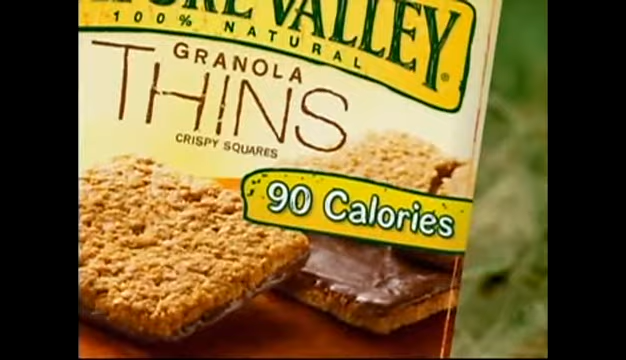 VALLEY®
100% NATURAL
GRANOLA
THINS
CRISPY SQUARES
90 Calories